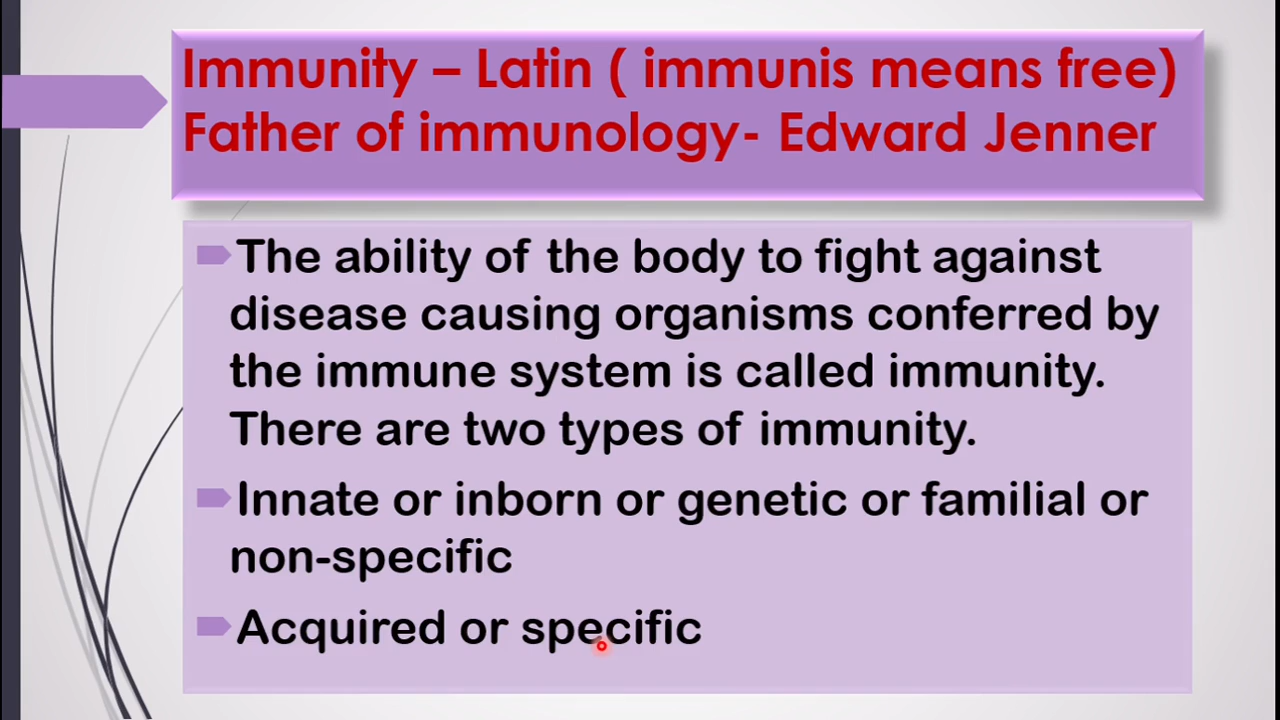 Immunity – Latin ( immunis means free)
Father of immunology- Edward Jenner
The ability of the body to fight against
disease causing organisms conferred by
the immune system is called immunity.
There are two types of immunity.
Innate or inborn or genetic or familial or
non-specific
Acquired or specific